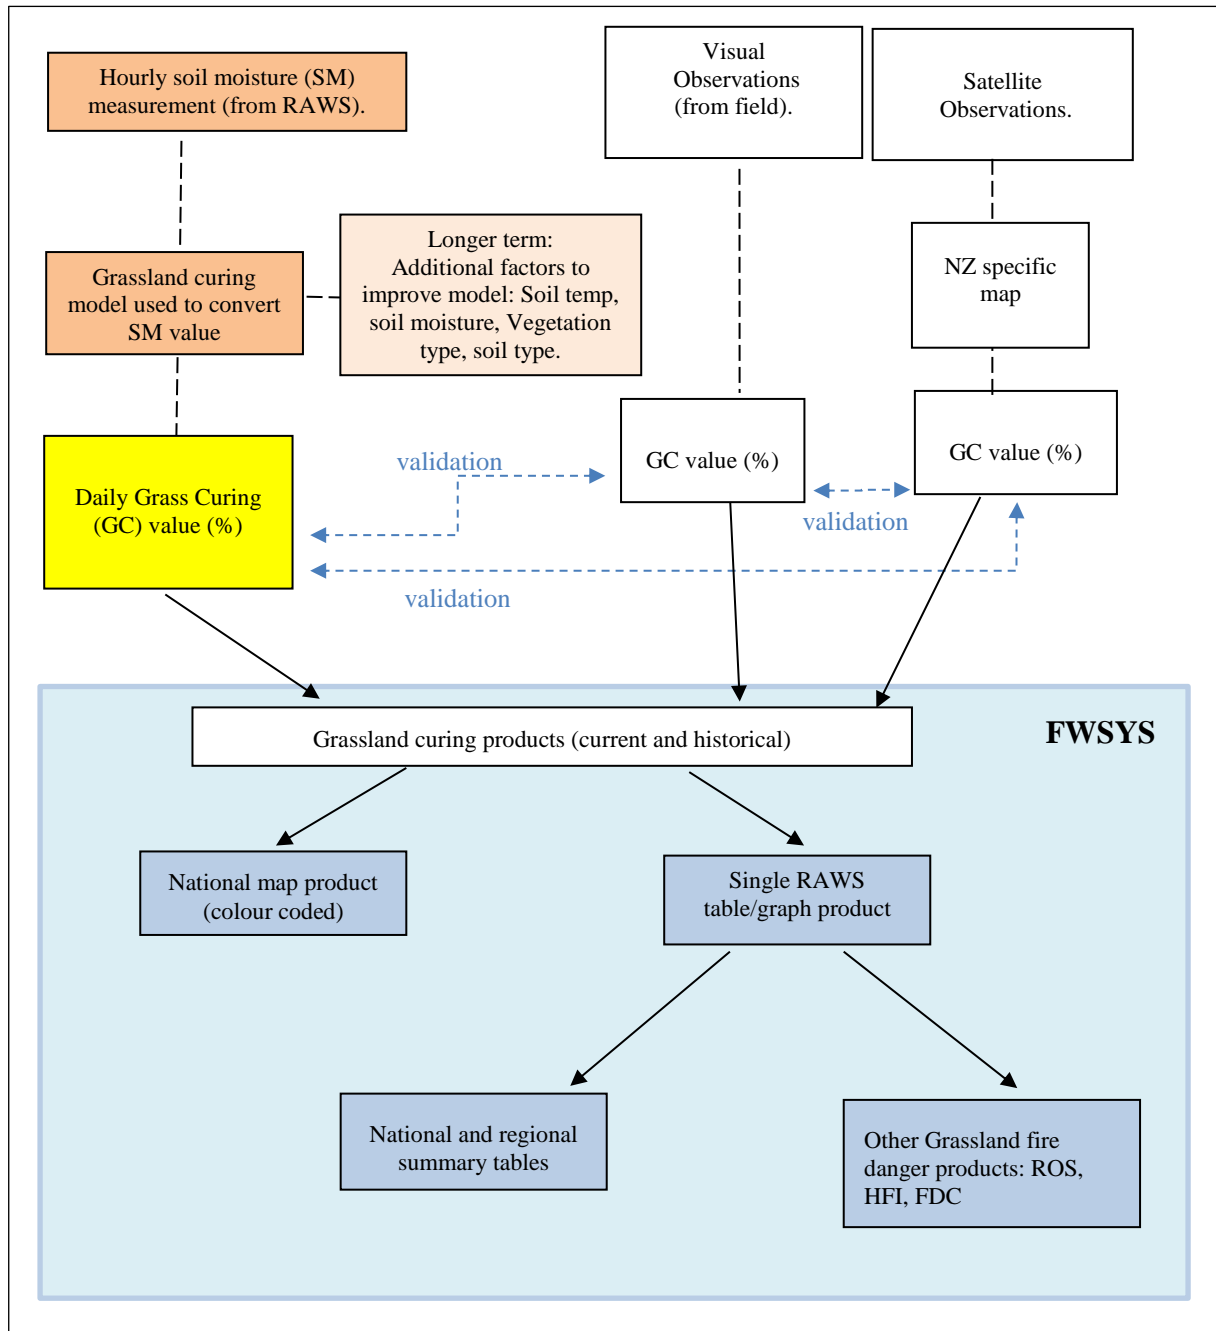 Hourly soil moisture (SM)
measurement (from RAWS).
Visual
Observations
(from field).
Satellite
Observations.
Grassland curing
model used to convert
SM value
Longer term:
Additional factors to
improve model: Soil temp,
soil moisture, Vegetation
type, soil type.
NZ specific
map
Daily Grass Curing
(GC) value (%)
validation
GC value (%)
validation
GC value (%)
validation
FWSYS
Grassland curing products (current and historical)
National map product
(colour coded)
Single RAWS
table/graph product
National and regional
summary tables
Other Grassland fire
danger products: ROS,
HFI, FDC